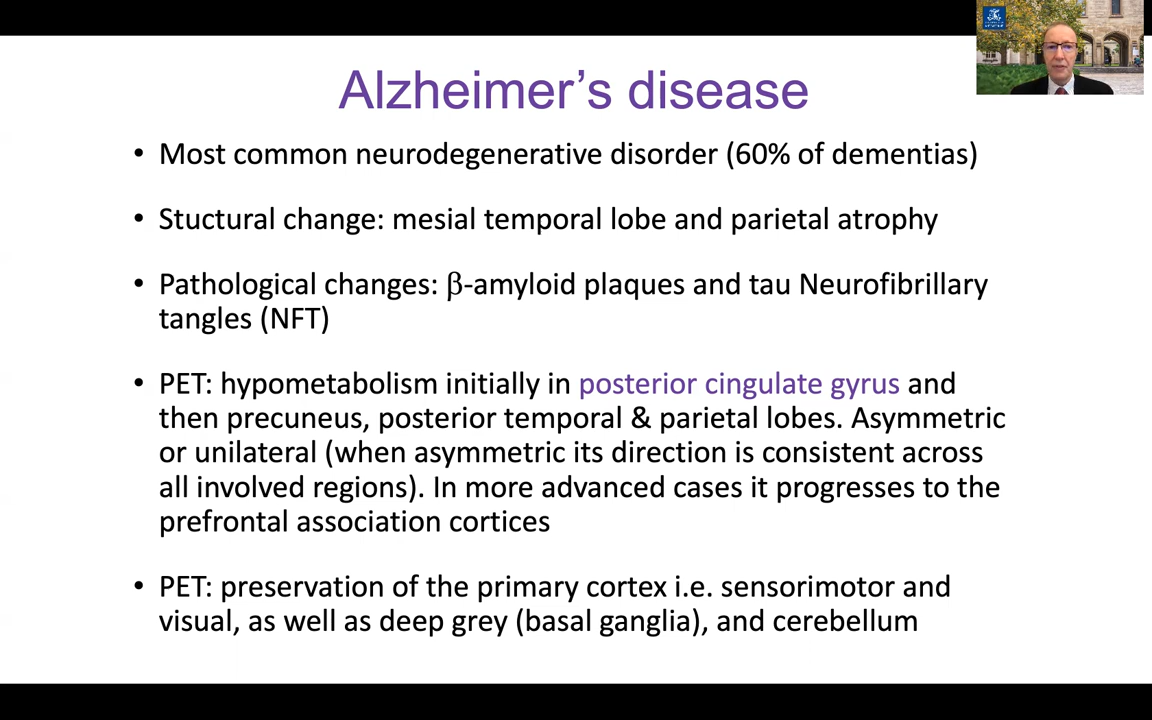 Alzheimer’s disease
• Most common neurodegenerative disorder (60% of dementias)
• Stuctural change: mesial temporal lobe and parietal atrophy
• Pathological changes: β-amyloid plaques and tau Neurofibrillary
tangles (NFT)
• PET: hypometabolism initially in posterior cingulate gyrus and
then precuneus, posterior temporal & parietal lobes. Asymmetric
or unilateral (when asymmetric its direction is consistent across
all involved regions). In more advanced cases it progresses to the
prefrontal association cortices
• PET: preservation of the primary cortex i.e. sensorimotor and
visual, as well as deep grey (basal ganglia), and cerebellum